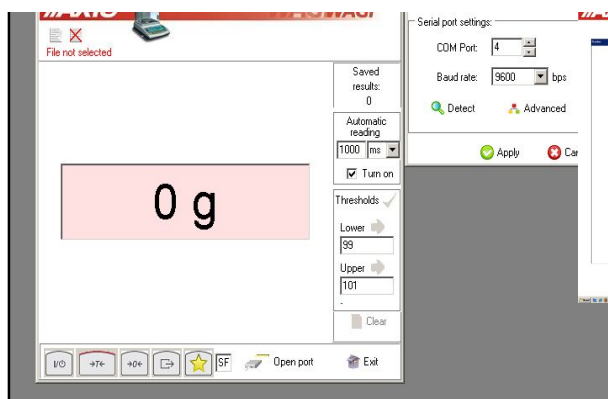 File not selected
Saved
results:
0
Automatic
reading
1000 ms
Turn on
0 g
Thresholds
Lower
99
Upper
101
-
Clear
I/⏻ →T← →0← SF Open port Exit
Serial port settings:
COM Port: 4
Baud rate: 9600 bps
Detect Advanced
Apply